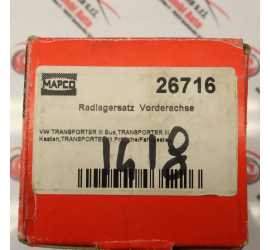 MAPCO
26716
Radlagersatz Vorderachse
VW TRANSPORTER III Bus,TRANSPORTER III
Kasten,TRANSPORTER III
1618